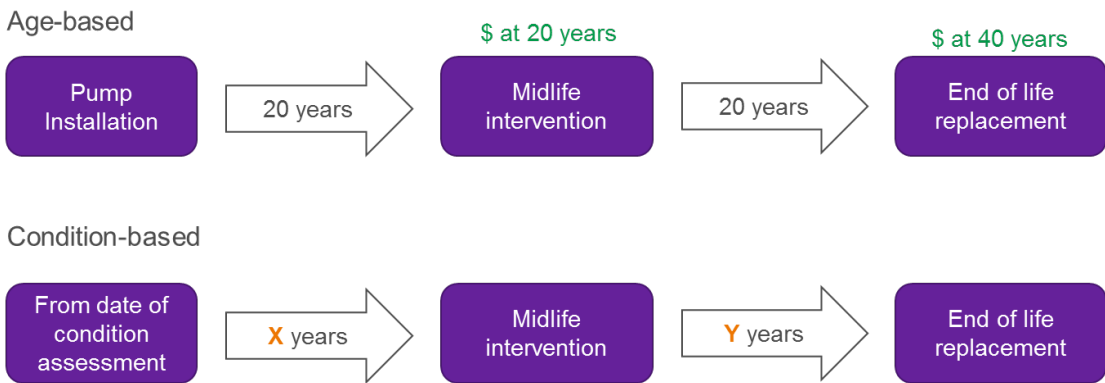 Age-based
$ at 20 years
$ at 40 years
Pump
Installation
20 years
Midlife
intervention
20 years
End of life
replacement
Condition-based
From date of
condition
assessment
X years
Midlife
intervention
Y years
End of life
replacement